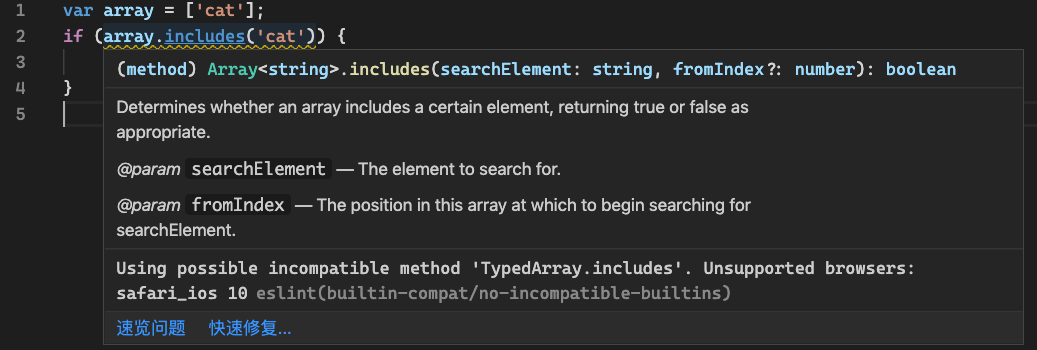 1 var array = ['cat'];
2 if (array.includes('cat')) {
3 (method) Array<string>.includes(searchElement: string, fromIndex?: number): boolean
4 }
Determines whether an array includes a certain element, returning true or false as
5
appropriate.
@param searchElement — The element to search for.
@param fromIndex — The position in this array at which to begin searching for
searchElement.
Using possible incompatible method 'TypedArray.includes'. Unsupported browsers:
safari_ios 10 eslint(builtin-compat/no-incompatible-builtins)
速览问题 快速修复...